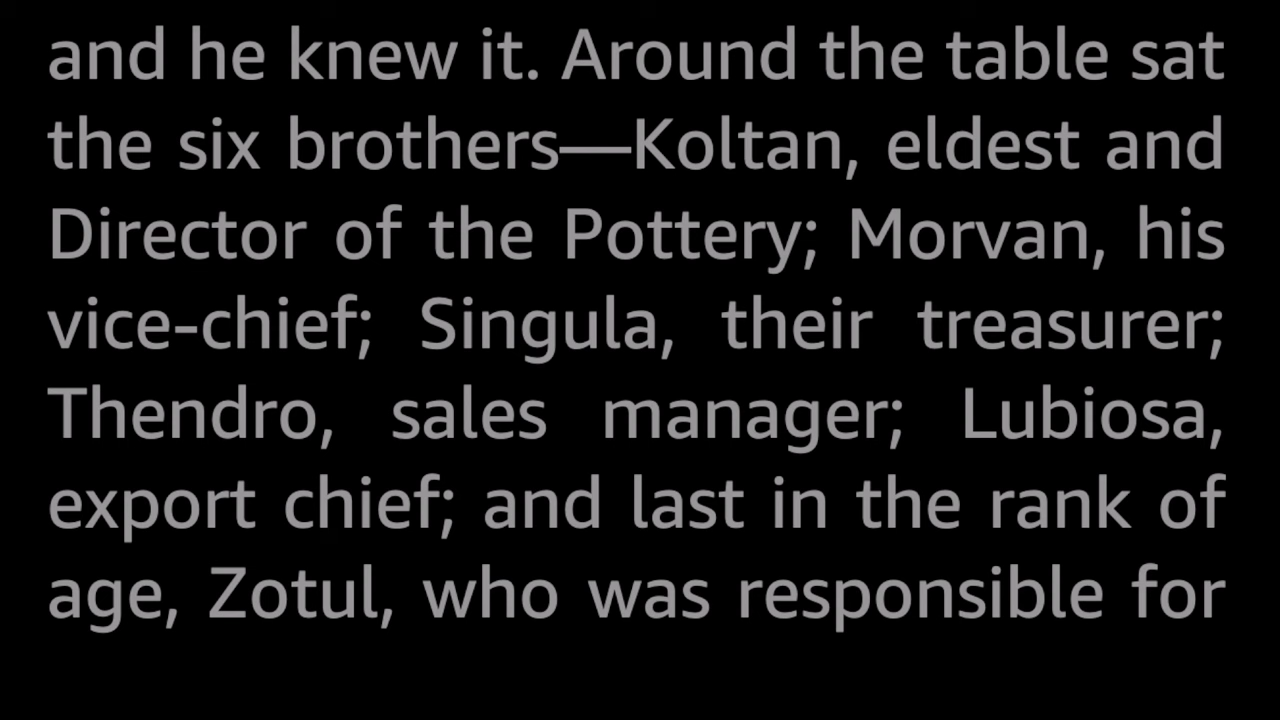 and he knew it. Around the table sat
the six brothers—Koltan, eldest and
Director of the Pottery; Morvan, his
vice-chief; Singula, their treasurer;
Thendro, sales manager; Lubiosa,
export chief; and last in the rank of
age, Zotul, who was responsible for